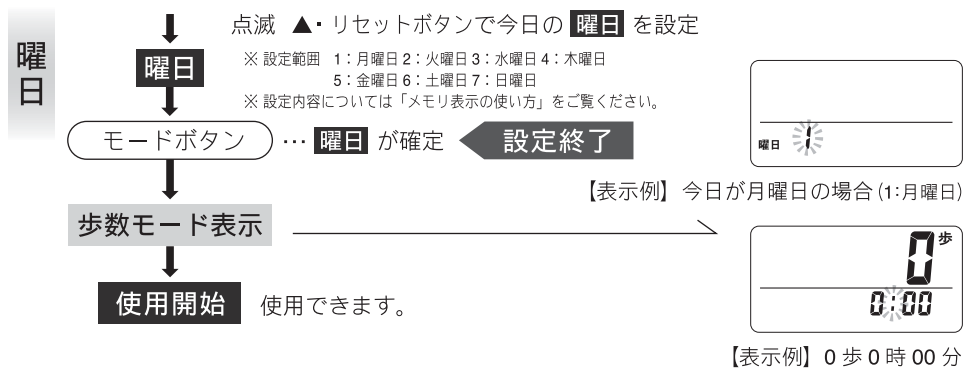 曜日
点滅 ▲・リセットボタンで今日の 曜日 を設定
曜日
※ 設定範囲 1：月曜日 2：火曜日 3：水曜日 4：木曜日
5：金曜日 6：土曜日 7：日曜日
※ 設定内容については「メモリ表示の使い方」をご覧ください。
モードボタン … 曜日 が確定 設定終了
曜日 1
【表示例】今日が月曜日の場合(1:月曜日)
歩数モード表示
0 歩
0:00
使用開始 使用できます。
【表示例】0 歩 0 時 00 分